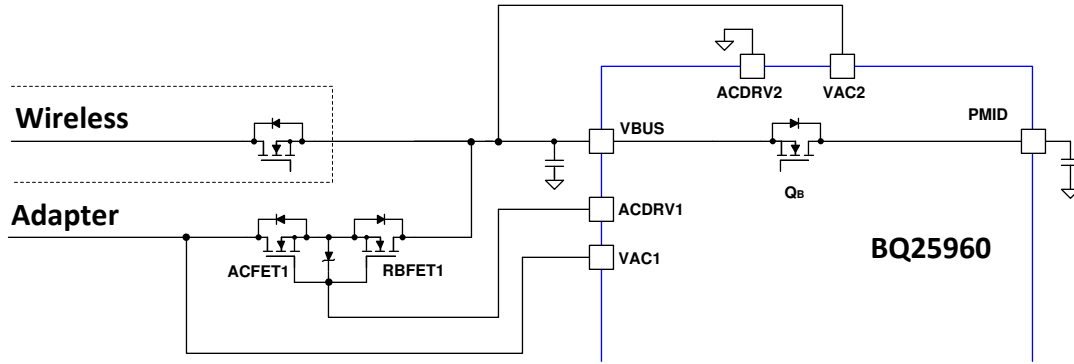 ACDRV2
VAC2
Wireless
VBUS
PMID
QB
Adapter
ACDRV1
ACFET1
RBFET1
VAC1
BQ25960